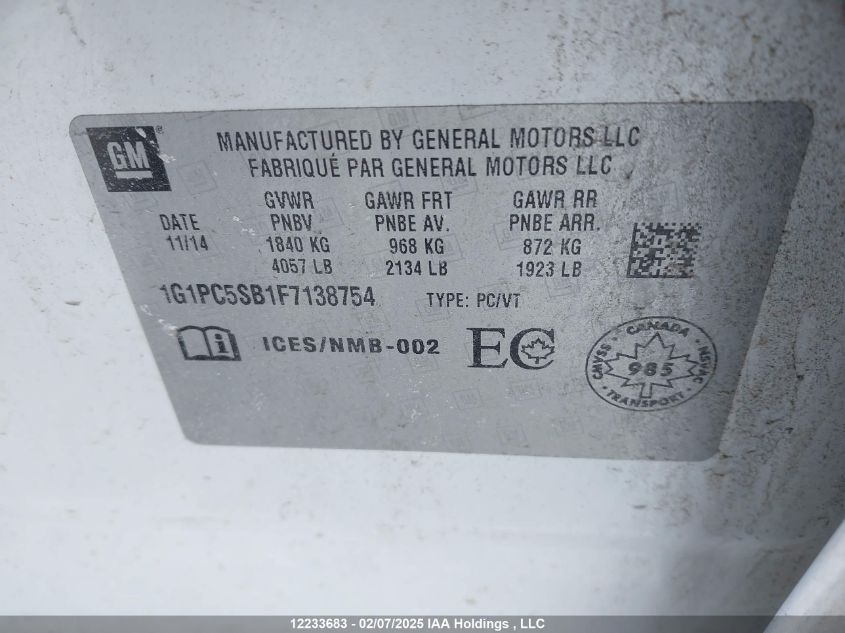 GM
MANUFACTURED BY GENERAL MOTORS LLC
FABRIQUÉ PAR GENERAL MOTORS LLC
GVWR GAWR FRT GAWR RR
DATE PNBV PNBE AV. PNBE ARR.
11/14 1840 KG 968 KG 872 KG
4057 LB 2134 LB 1923 LB
1G1PC5SB1F7138754 TYPE: PC/VT
i ICES/NMB-002 EC
CANADA
CMVSS 985 NSVAC
TRANSPORT
12233683 - 02/07/2025 IAA Holdings , LLC